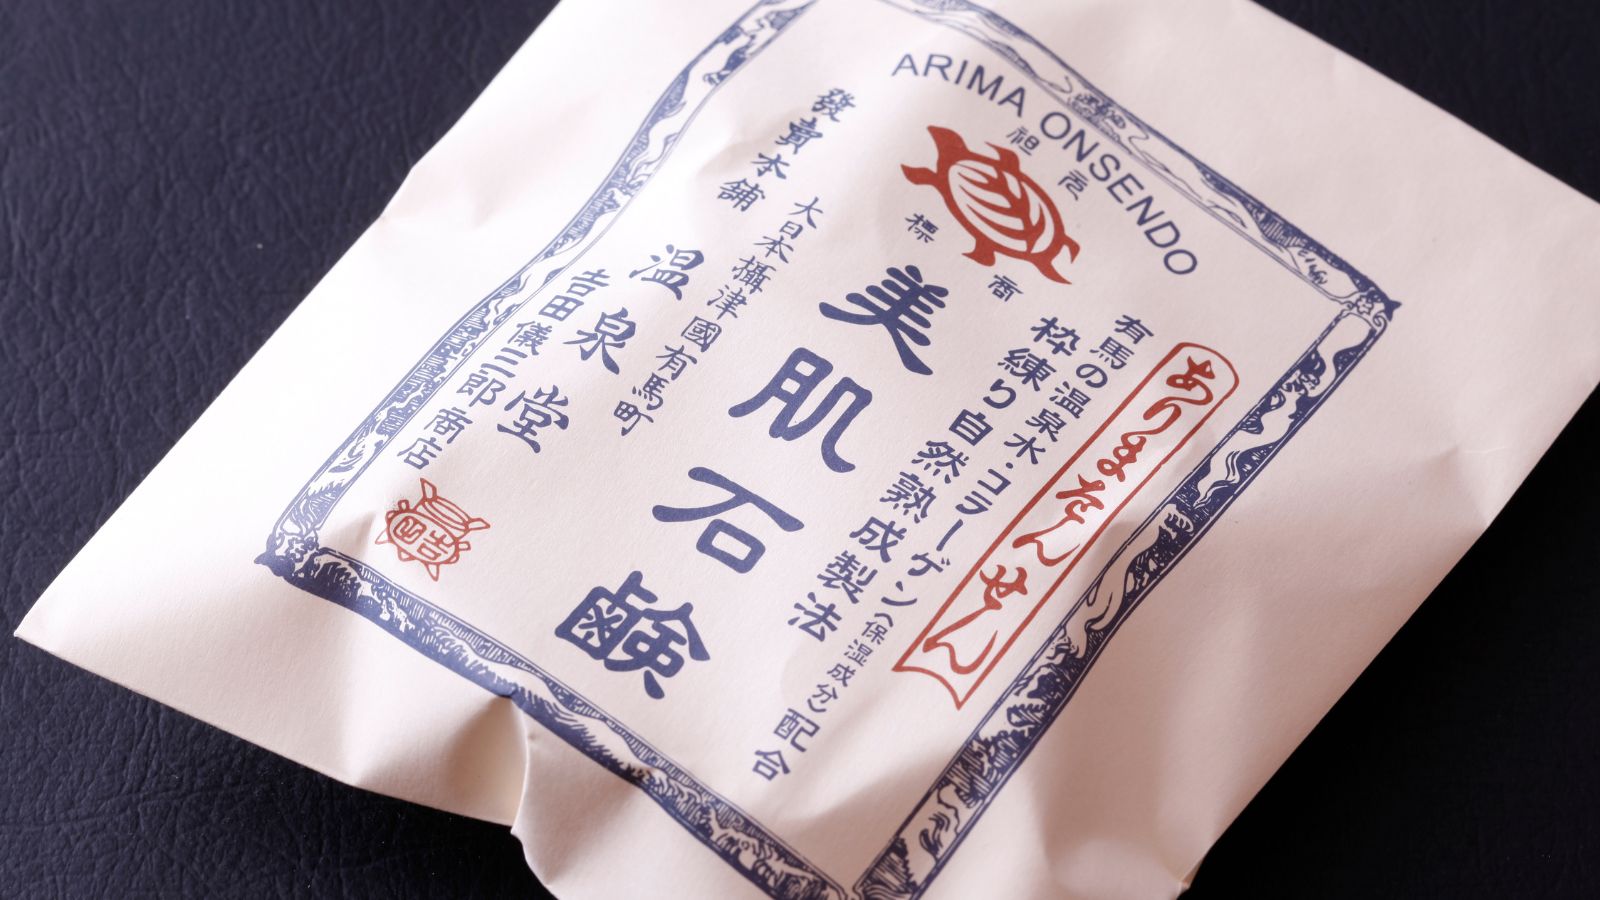 ARIMA ONSENDO
元祖
商標
ありまたんせん
有馬の温泉水・コラーゲン(保湿成分)配合
枠練り自然熟成製法
美肌石鹸
大日本攝津國有馬町
發賣本舗
温泉堂
吉田儀三郎商店